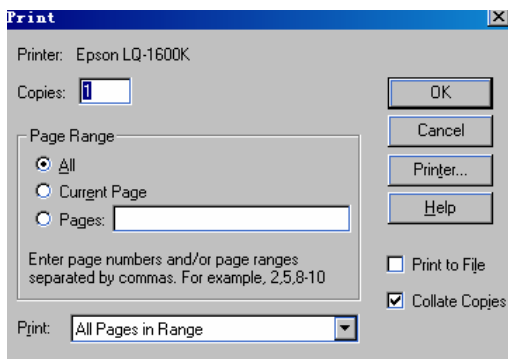 Print
Printer: Epson LQ-1600K
Copies: 1
OK
Cancel
Printer...
Help
Page Range
All
Current Page
Pages:
Enter page numbers and/or page ranges
separated by commas. For example, 2,5,8-10
Print to File
Collate Copies
Print: All Pages in Range